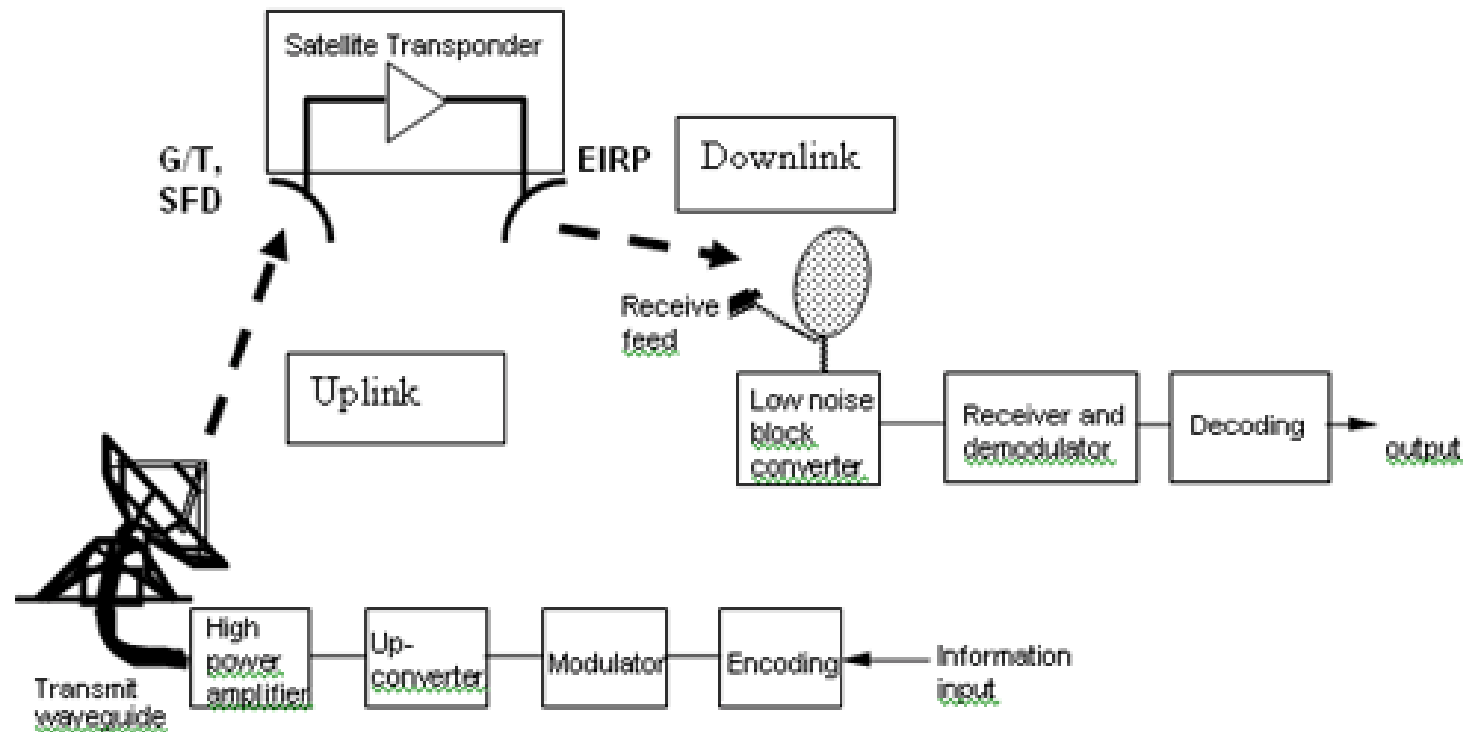 Satellite Transponder
G/T,
SFD
EIRP
Downlink
Uplink
Receive
feed
Low noise
block
converter
Receiver and
demodulator
Decoding
output
High
power
amplifier
Up-
converter
Modulator
Encoding
Information
input
Transmit
waveguide